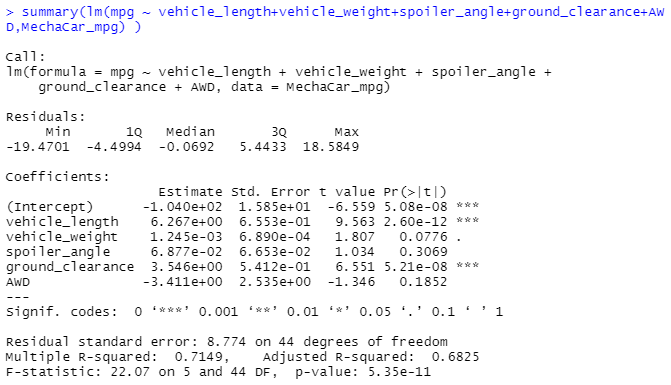 > summary(lm(mpg ~ vehicle_length+vehicle_weight+spoiler_angle+ground_clearance+AW
D,MechaCar_mpg) )
Call:
lm(formula = mpg ~ vehicle_length + vehicle_weight + spoiler_angle +
    ground_clearance + AWD, data = MechaCar_mpg)
Residuals:
     Min       1Q   Median       3Q      Max
-19.4701  -4.4994  -0.0692   5.4433  18.5849
Coefficients:
                   Estimate Std. Error t value Pr(>|t|)
(Intercept)      -1.040e+02  1.585e+01  -6.559 5.08e-08 ***
vehicle_length    6.267e+00  6.553e-01   9.563 2.60e-12 ***
vehicle_weight    1.245e-03  6.890e-04   1.807   0.0776 .
spoiler_angle     6.877e-02  6.653e-02   1.034   0.3069
ground_clearance  3.546e+00  5.412e-01   6.551 5.21e-08 ***
AWD              -3.411e+00  2.535e+00  -1.346   0.1852
---
Signif. codes:  0 ‘***’ 0.001 ‘**’ 0.01 ‘*’ 0.05 ‘.’ 0.1 ‘ ’ 1
Residual standard error: 8.774 on 44 degrees of freedom
Multiple R-squared:  0.7149,    Adjusted R-squared:  0.6825
F-statistic: 22.07 on 5 and 44 DF,  p-value: 5.35e-11